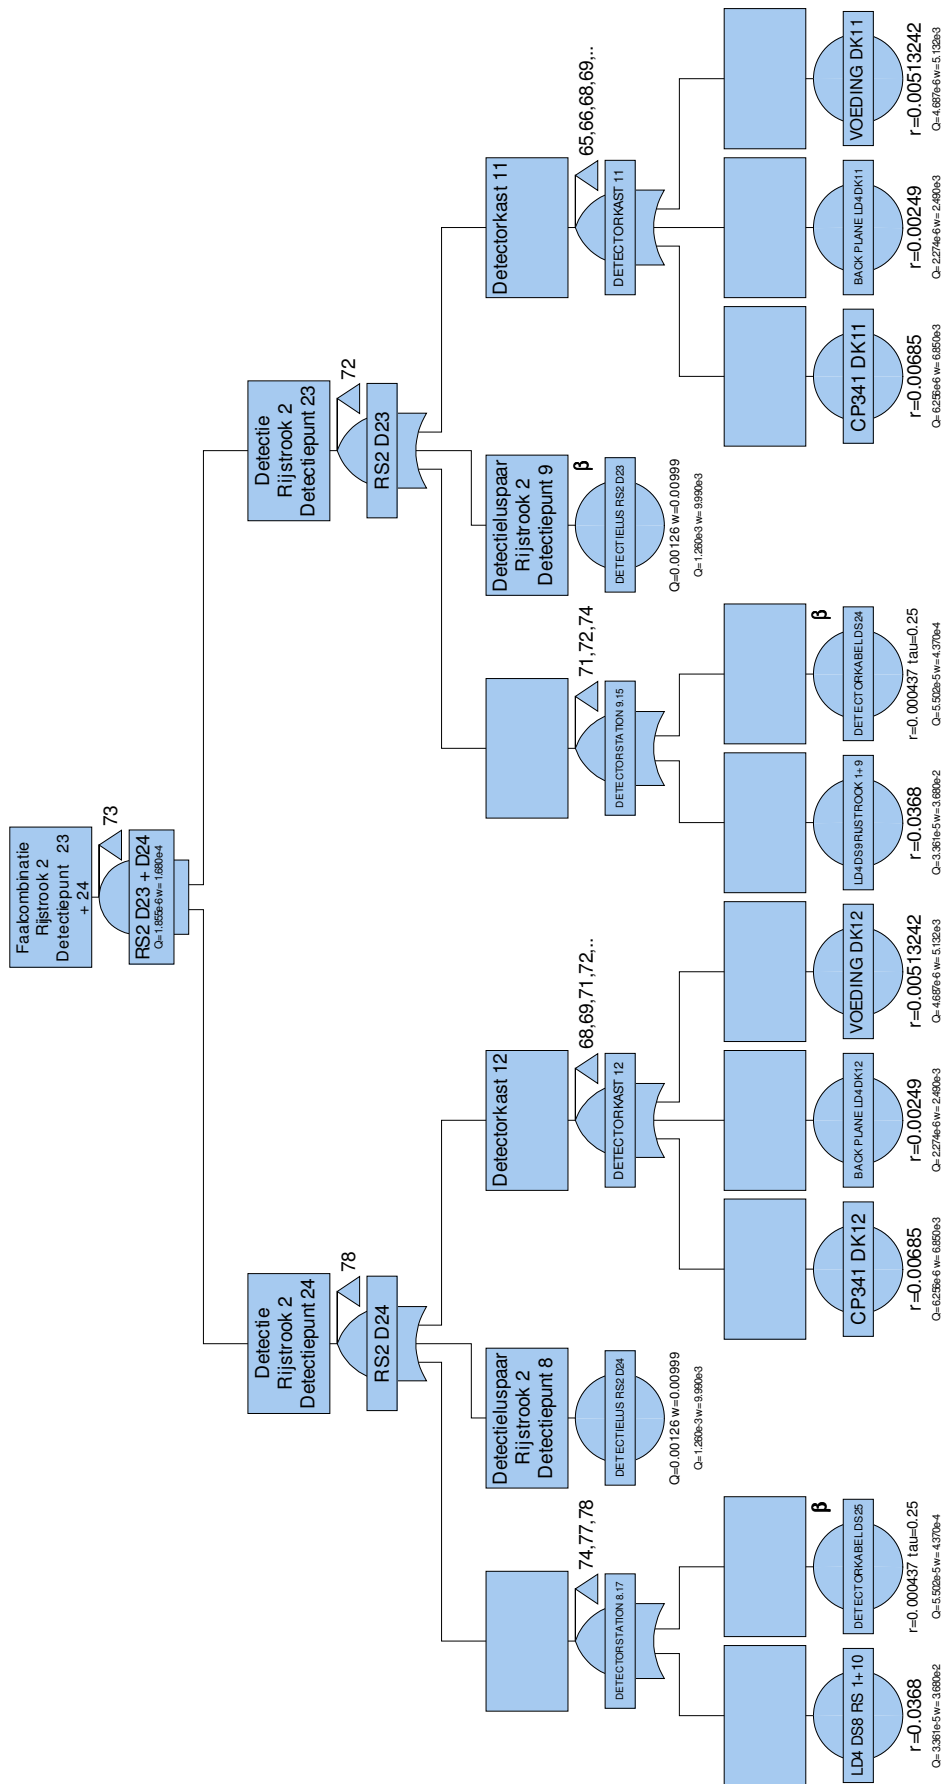 Faalcombinatie
Rijstrook 2
Detectiepunt 23
+ 24
73
RS2 D23 + D24
Q=1.855e-6 w=1.680e-4
Detectie
Rijstrook 2
Detectiepunt 24
78
RS2 D24
Detectie
Rijstrook 2
Detectiepunt 23
72
RS2 D23
74,77,78
DETECTORSTATION 8.17
Detectieluspaar
Rijstrook 2
Detectiepunt 8
DETECTIELUS RS2 D24
Q=0.00126 w=0.00999
Q=1.260e-3 w=9.990e-3
Detectorkast 12
68,69,71,72,..
DETECTORKAST 12
71,72,74
DETECTORSTATION 9.15
Detectieluspaar
Rijstrook 2
Detectiepunt 9
β
DETECTIELUS RS2 D23
Q=0.00126 w=0.00999
Q=1.260e-3 w=9.990e-3
Detectorkast 11
65,66,68,69,..
DETECTORKAST 11
LD4 DS8 RS 1+10
r=0.0368
Q=3.361e-5 w=3.680e-2
β
DETECTORKABEL DS25
r=0.000437 tau=0.25
Q=5.502e-5 w=4.370e-4
CP341 DK12
r=0.00685
Q=6.256e-6 w=6.850e-3
BACK PLANE LD4 DK12
r=0.00249
Q=2.274e-6 w=2.490e-3
VOEDING DK12
r=0.00513242
Q=4.687e-6 w=5.132e-3
LD4 DS9 RIJSTROOK 1+9
r=0.0368
Q=3.361e-5 w=3.680e-2
β
DETECTORKABEL DS24
r=0.000437 tau=0.25
Q=5.502e-5 w=4.370e-4
CP341 DK11
r=0.00685
Q=6.256e-6 w=6.850e-3
BACK PLANE LD4 DK11
r=0.00249
Q=2.274e-6 w=2.490e-3
VOEDING DK11
r=0.00513242
Q=4.687e-6 w=5.132e-3